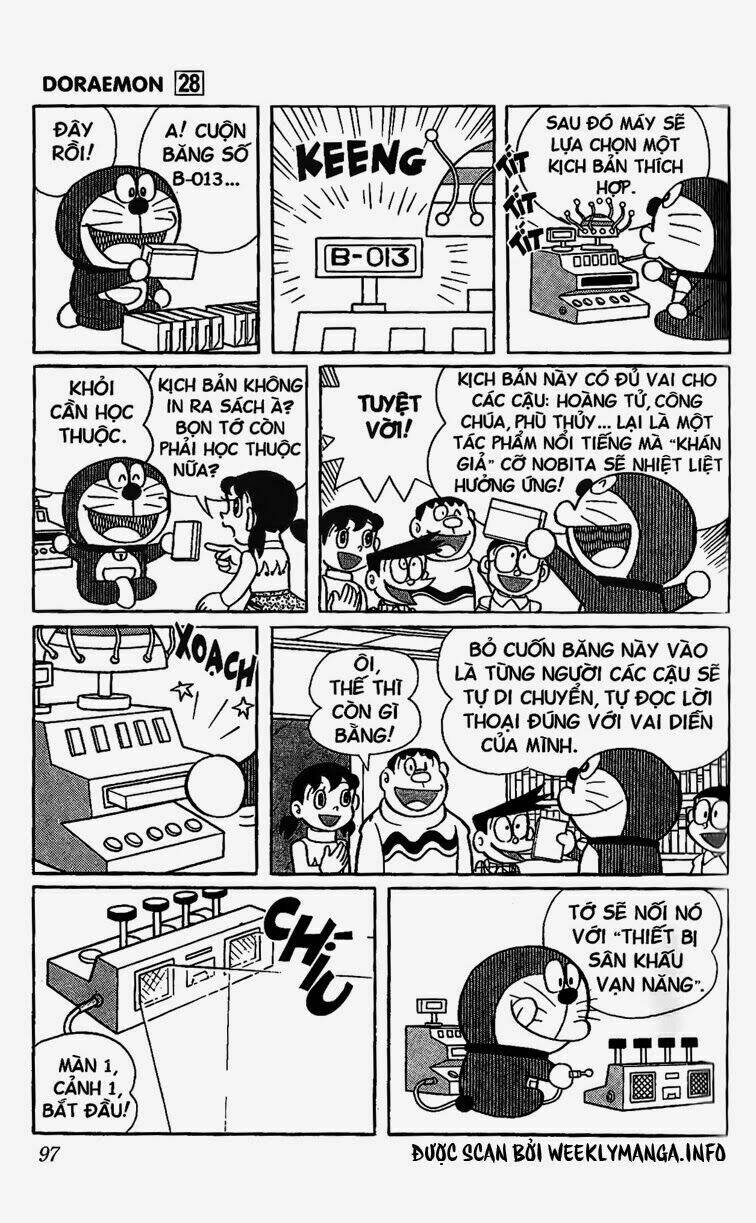 DORAEMON 28
SAU ĐÓ MÁY SẼ
LỰA CHỌN MỘT
KỊCH BẢN THÍCH
HỢP.
TÍT
TÍT
TÍT
KEENG
B-013
A! CUỘN
BĂNG SỐ
B-013...
ĐÂY
RỒI!
KỊCH BẢN NÀY CÓ ĐỦ VAI CHO
CÁC CẬU: HOÀNG TỬ, CÔNG
CHÚA, PHÙ THỦY... LẠI LÀ MỘT
TÁC PHẨM NỔI TIẾNG MÀ "KHÁN
GIẢ" CỠ NOBITA SẼ NHIỆT LIỆT
HƯỞNG ỨNG!
TUYỆT
VỜI!
KỊCH BẢN KHÔNG
IN RA SÁCH À?
BỌN TỚ CÒN
PHẢI HỌC THUỘC
NỮA?
KHỎI
CẦN HỌC
THUỘC.
BỎ CUỐN BĂNG NÀY VÀO
LÀ TỪNG NGƯỜI CÁC CẬU SẼ
TỰ DI CHUYỂN, TỰ ĐỌC LỜI
THOẠI ĐÚNG VỚI VAI DIỄN
CỦA MÌNH.
ÔI,
THẾ THÌ
CÒN GÌ
BẰNG!
XOẠCH
TỚ SẼ NỐI NÓ
VỚI "THIẾT BỊ
SÂN KHẤU
VẠN NĂNG".
CHÍU
MÀN 1,
CẢNH 1,
BẮT ĐẦU!
97
ĐƯỢC SCAN BỞI WEEKLYMANGA.INFO